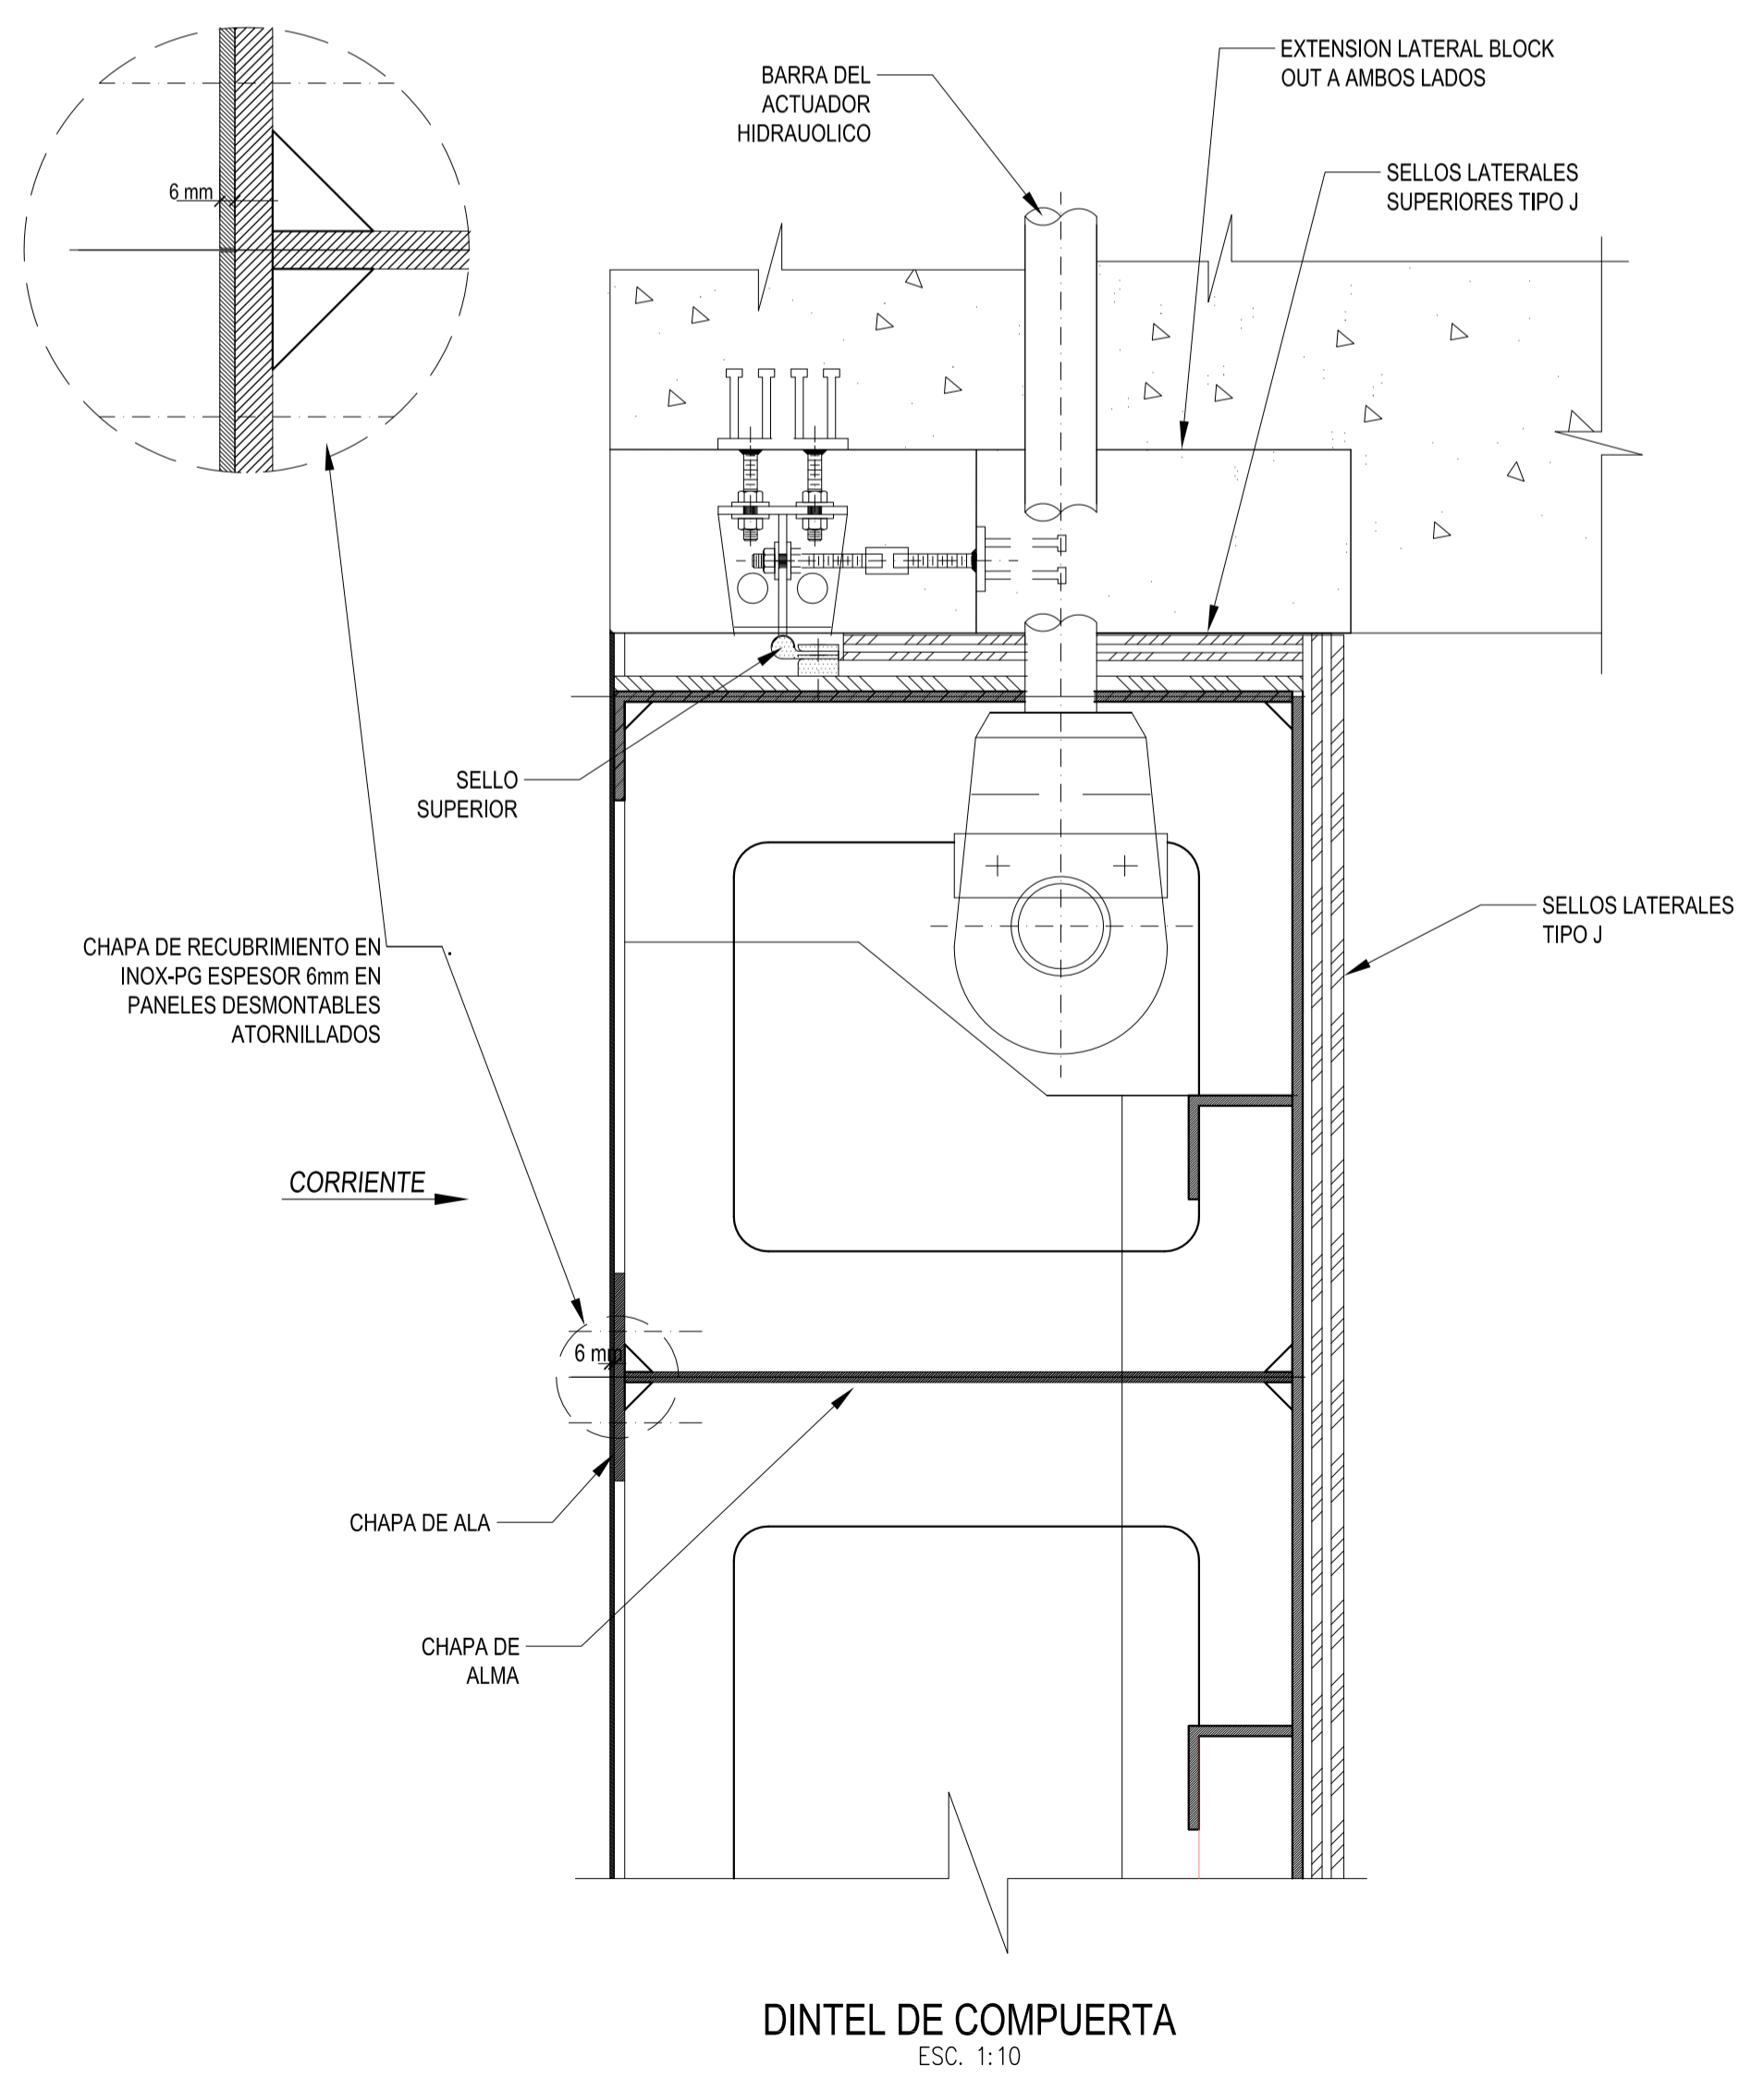 EXTENSION LATERAL BLOCK
OUT A AMBOS LADOS
BARRA DEL
ACTUADOR
HIDRAUOLICO
SELLOS LATERALES
SUPERIORES TIPO J
6 mm
SELLO
SUPERIOR
SELLOS LATERALES
TIPO J
CHAPA DE RECUBRIMIENTO EN
INOX-PG ESPESOR 6mm EN
PANELES DESMONTABLES
ATORNILLADOS
CORRIENTE
6 mm
CHAPA DE ALA
CHAPA DE
ALMA
DINTEL DE COMPUERTA
ESC. 1:10